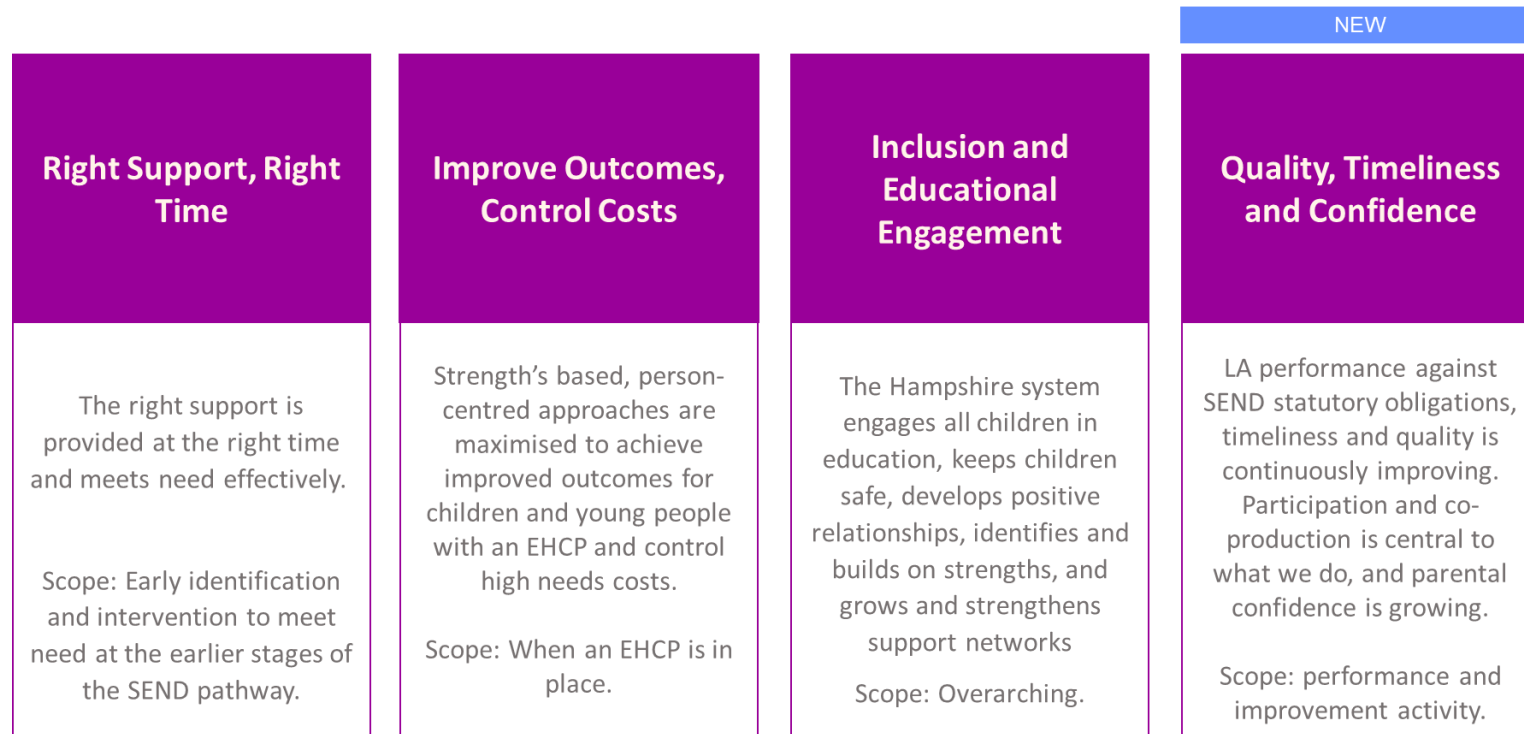 NEW
Right Support, Right
Time
The right support is
provided at the right time
and meets need effectively.
Scope: Early identification
and intervention to meet
need at the earlier stages of
the SEND pathway.
Improve Outcomes,
Control Costs
Strength's based, person-
centred approaches are
maximised to achieve
improved outcomes for
children and young people
with an EHCP and control
high needs costs.
Scope: When an EHCP is in
place.
Inclusion and
Educational
Engagement
The Hampshire system
engages all children in
education, keeps children
safe, develops positive
relationships, identifies and
builds on strengths, and
grows and strengthens
support networks
Scope: Overarching.
Quality, Timeliness
and Confidence
LA performance against
SEND statutory obligations,
timeliness and quality is
continuously improving.
Participation and co-
production is central to
what we do, and parental
confidence is growing.
Scope: performance and
improvement activity.